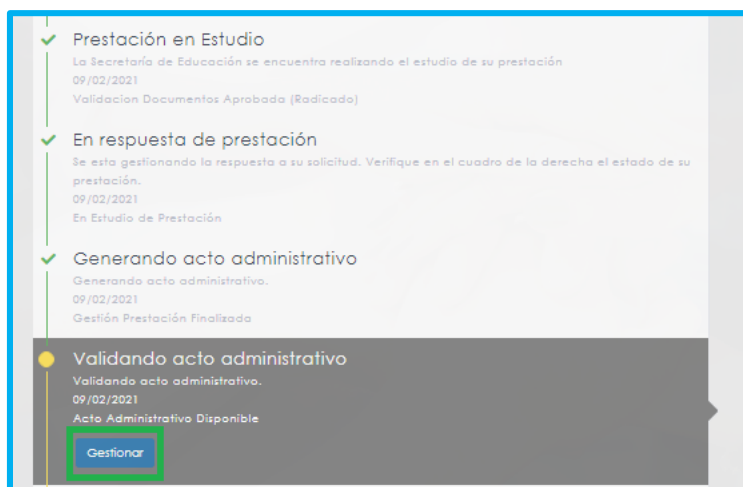 Prestación en Estudio
La Secretaría de Educación se encuentra realizando el estudio de su prestación
09/02/2021
Validacion Documentos Aprobada (Radicado)
En respuesta de prestación
Se esta gestionando la respuesta a su solicitud. Verifique en el cuadro de la derecha el estado de su
prestación.
09/02/2021
En Estudio de Prestación
Generando acto administrativo
Generando acto administrativo.
09/02/2021
Gestión Prestación Finalizada
Validando acto administrativo
Validando acto administrativo.
09/02/2021
Acto Administrativo Disponible
Gestionar